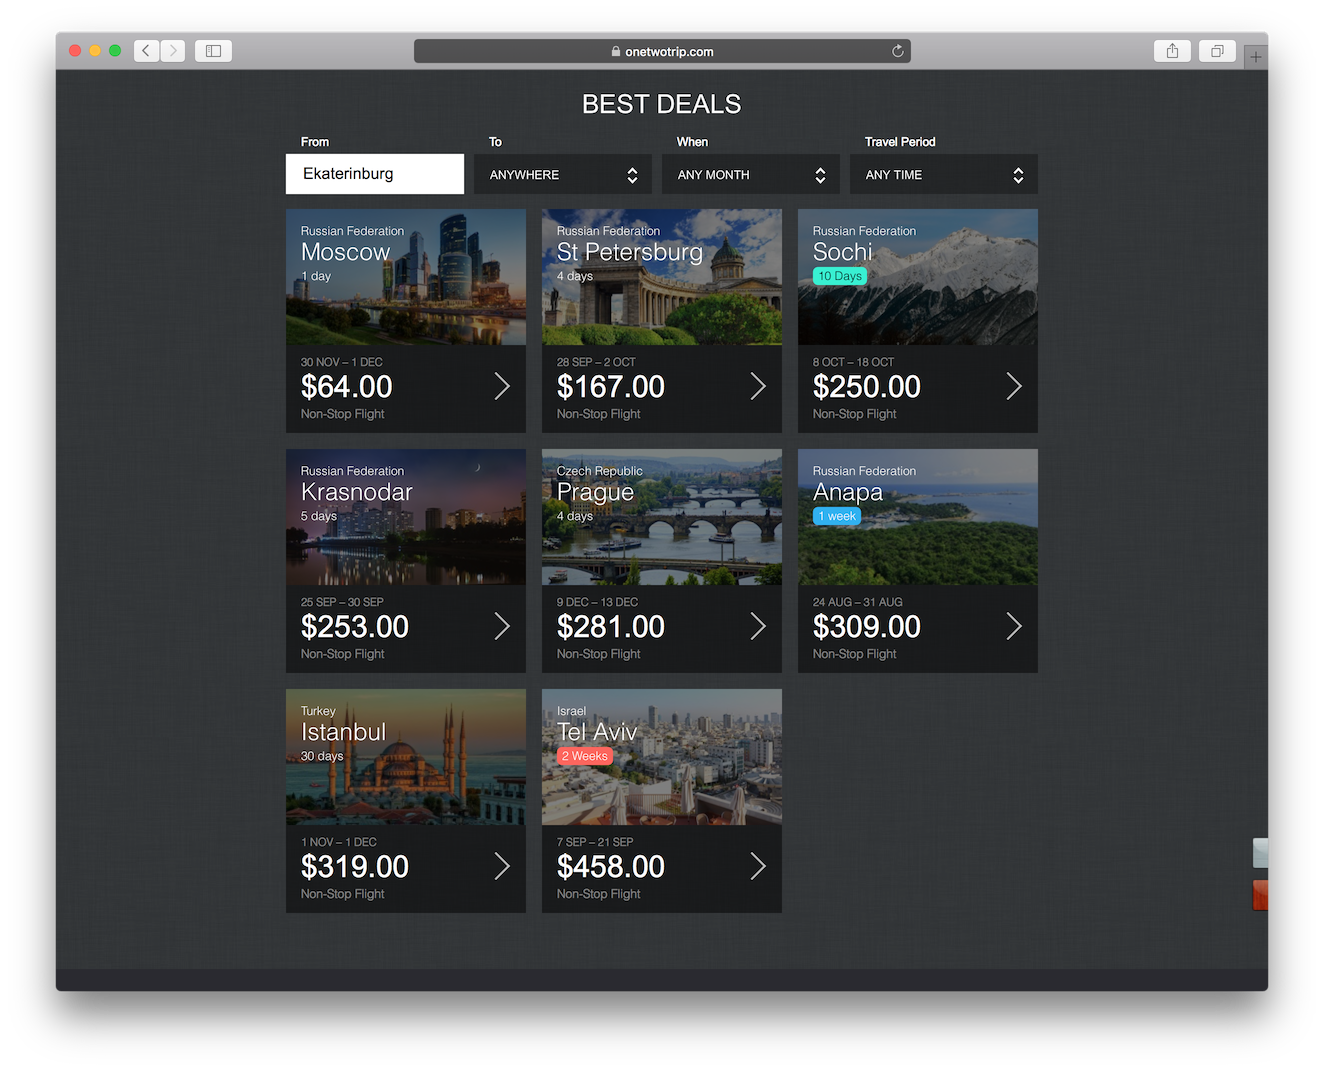 onetwotrip.com
BEST DEALS
From
To
When
Travel Period
Ekaterinburg
ANYWHERE
ANY MONTH
ANY TIME
Russian Federation
Moscow
1 day
30 NOV – 1 DEC
$64.00
Non-Stop Flight
Russian Federation
St Petersburg
4 days
28 SEP – 2 OCT
$167.00
Non-Stop Flight
Russian Federation
Sochi
10 Days
8 OCT – 18 OCT
$250.00
Non-Stop Flight
Russian Federation
Krasnodar
5 days
25 SEP – 30 SEP
$253.00
Non-Stop Flight
Czech Republic
Prague
4 days
9 DEC – 13 DEC
$281.00
Non-Stop Flight
Russian Federation
Anapa
1 week
24 AUG – 31 AUG
$309.00
Non-Stop Flight
Turkey
Istanbul
30 days
1 NOV – 1 DEC
$319.00
Non-Stop Flight
Israel
Tel Aviv
2 Weeks
7 SEP – 21 SEP
$458.00
Non-Stop Flight